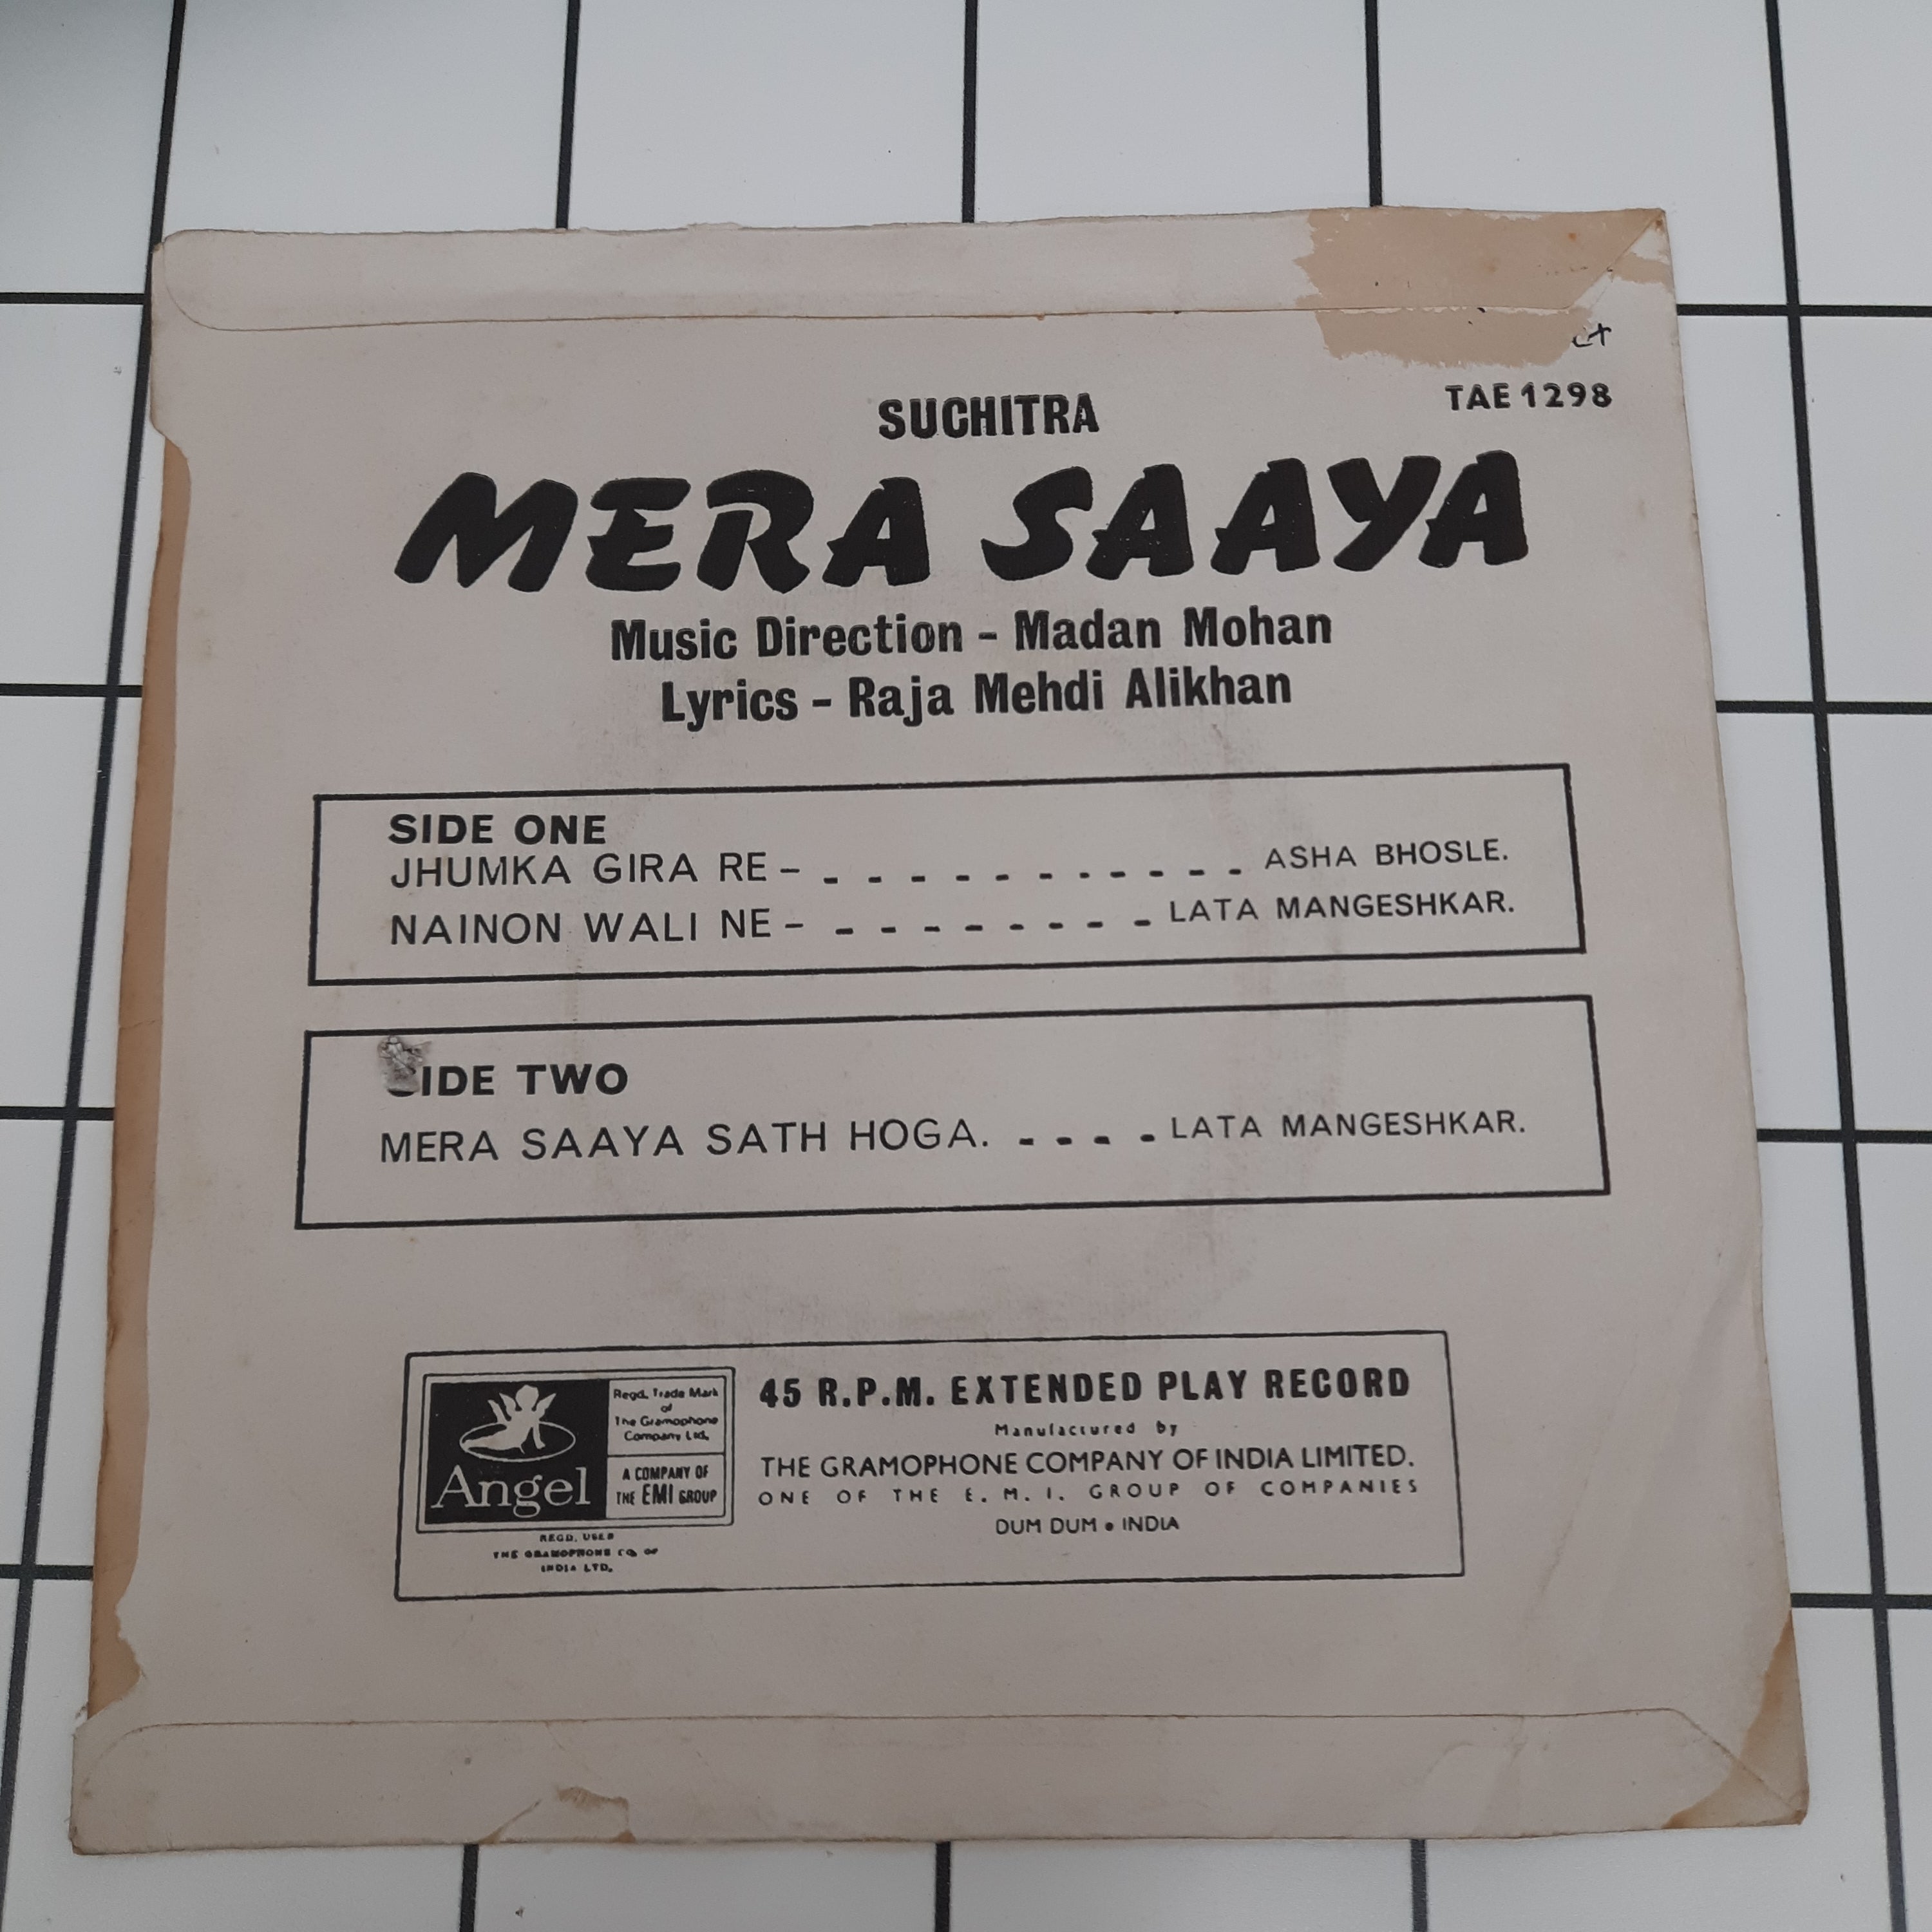 TAE 1298
SUCHITRA
MERA SAAYA
Music Direction - Madan Mohan
Lyrics - Raja Mehdi Alikhan
SIDE ONE
JHUMKA GIRA RE - - - - - - - - - - - - ASHA BHOSLE.
NAINON WALI NE - - - - - - - - - LATA MANGESHKAR.
SIDE TWO
MERA SAAYA SATH HOGA. - - - - LATA MANGESHKAR.
Angel
Regd. Trade Mark
of
The Gramophone
Company Ltd.
A COMPANY OF
THE EMI GROUP
REGD. USER
THE GRAMOPHONE CO. OF
INDIA LTD.
45 R.P.M. EXTENDED PLAY RECORD
Manufactured by
THE GRAMOPHONE COMPANY OF INDIA LIMITED.
ONE OF THE E. M. I. GROUP OF COMPANIES
DUM DUM • INDIA